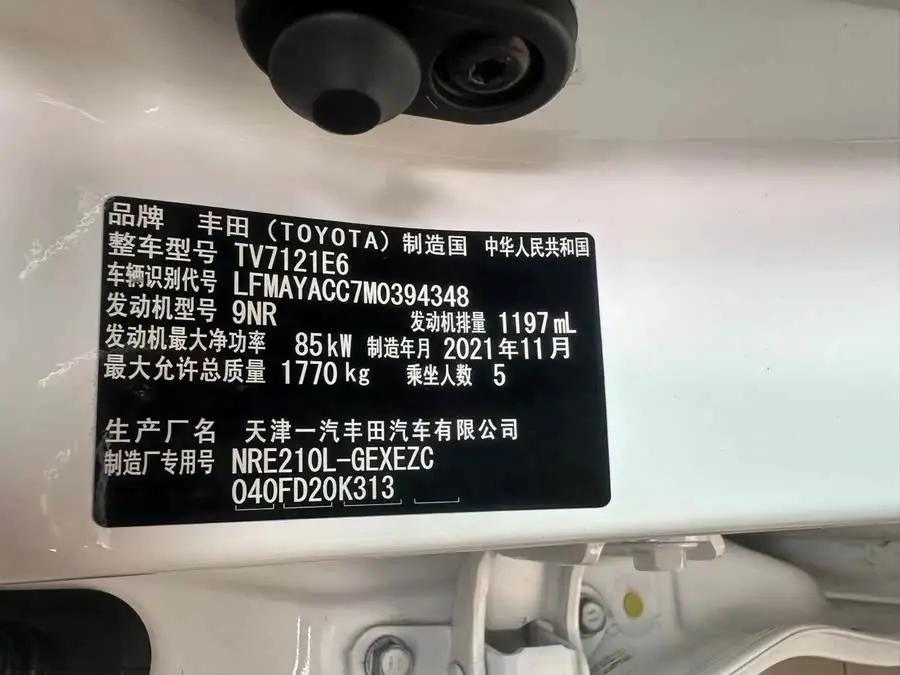 品牌 丰田 (TOYOTA) 制造国 中华人民共和国
整车型号 TV7121E6
车辆识别代号 LFMAYACC7M0394348
发动机型号 9NR 发动机排量 1197mL
发动机最大净功率 85kW 制造年月 2021年11月
最大允许总质量 1770kg 乘坐人数 5
生产厂名 天津一汽丰田汽车有限公司
制造厂专用号 NRE210L-GEXEZC
040FD20K313